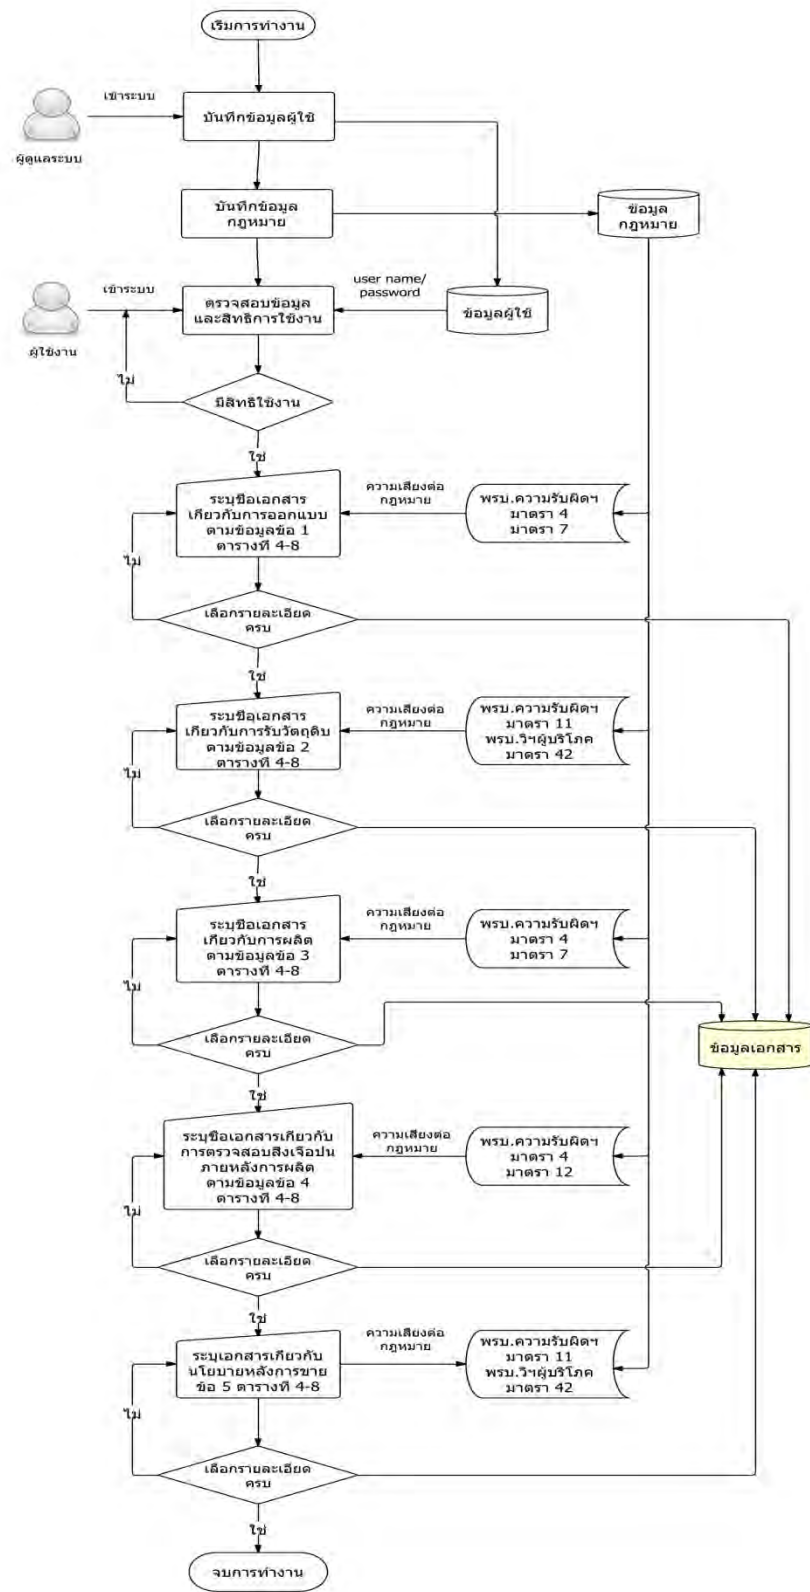 เริ่มการทำงาน
เข้าระบบ
ผู้ดูแลระบบ
บันทึกข้อมูลผู้ใช้
บันทึกข้อมูล
กฎหมาย
ข้อมูล
กฎหมาย
เข้าระบบ
ผู้ใช้งาน
ตรวจสอบข้อมูล
และสิทธิการใช้งาน
user name/
password
ข้อมูลผู้ใช้
ไม่
มีสิทธิใช้งาน
ใช่
ระบุชื่อเอกสาร
เกี่ยวกับการออกแบบ
ตามข้อมูลข้อ 1
ตารางที่ 4-8
ความเสี่ยงต่อ
กฎหมาย
พรบ.ความรับผิดฯ
มาตรา 4
มาตรา 7
ไม่
เลือกรายละเอียด
ครบ
ใช่
ระบุชื่อเอกสาร
เกี่ยวกับการรับวัตถุดิบ
ตามข้อมูลข้อ 2
ตารางที่ 4-8
ความเสี่ยงต่อ
กฎหมาย
พรบ.ความรับผิดฯ
มาตรา 11
พรบ.วิฯผู้บริโภค
มาตรา 42
ไม่
เลือกรายละเอียด
ครบ
ใช่
ระบุชื่อเอกสาร
เกี่ยวกับการผลิต
ตามข้อมูลข้อ 3
ตารางที่ 4-8
ความเสี่ยงต่อ
กฎหมาย
พรบ.ความรับผิดฯ
มาตรา 4
มาตรา 7
ไม่
เลือกรายละเอียด
ครบ
ข้อมูลเอกสาร
ใช่
ระบุชื่อเอกสารเกี่ยวกับ
การตรวจสอบสิ่งเจือปน
ภายหลังการผลิต
ตามข้อมูลข้อ 4
ตารางที่ 4-8
ความเสี่ยงต่อ
กฎหมาย
พรบ.ความรับผิดฯ
มาตรา 4
มาตรา 12
ไม่
เลือกรายละเอียด
ครบ
ใช่
ระบุเอกสารเกี่ยวกับ
นโยบายหลังการขาย
ข้อ 5 ตารางที่ 4-8
ความเสี่ยงต่อ
กฎหมาย
พรบ.ความรับผิดฯ
มาตรา 11
พรบ.วิฯผู้บริโภค
มาตรา 42
ไม่
เลือกรายละเอียด
ครบ
ใช่
จบการทำงาน